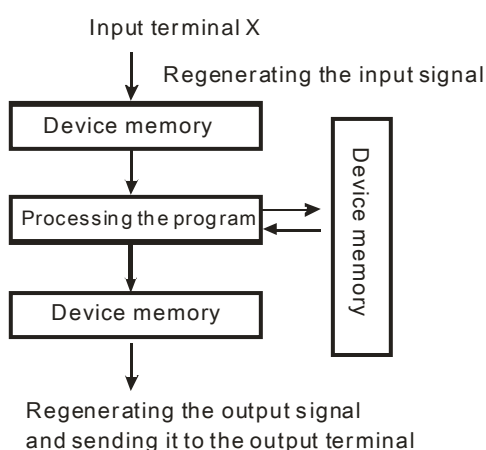 Input terminal X
Regenerating the input signal
Device memory
Processing the program
Device memory
Device memory
Regenerating the output signal
and sending it to the output terminal